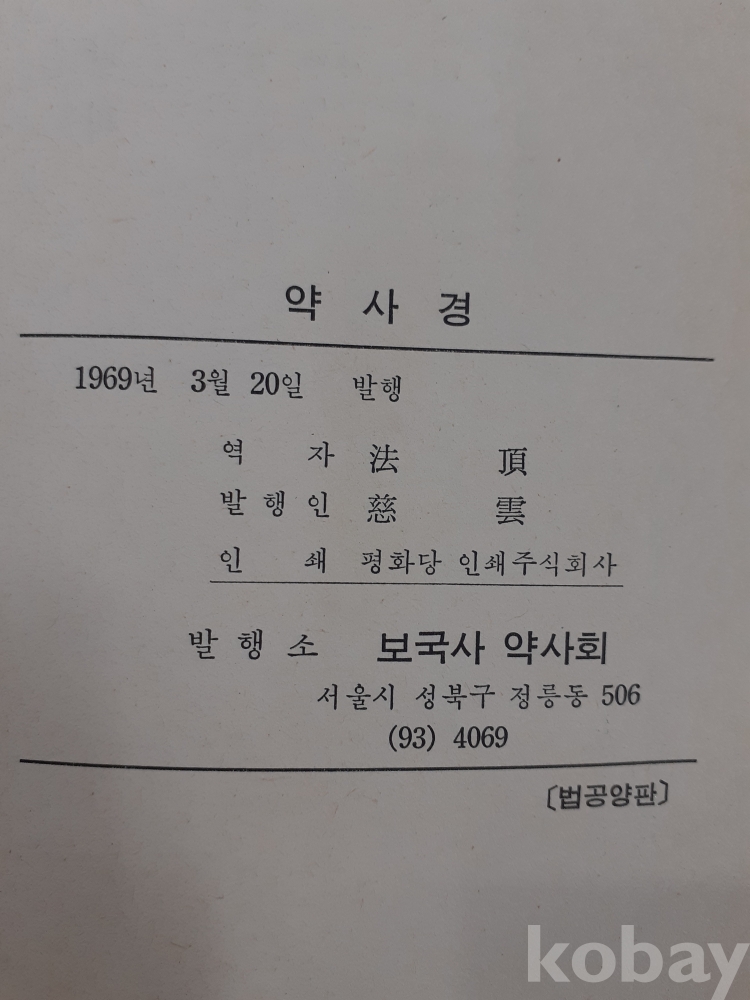 약 사 경
1969년 3월 20일 발행
역 자 法 頂
발 행 인 慈 雲
인 쇄 평화당 인쇄주식회사
발 행 소 보국사 약사회
서울시 성북구 정릉동 506
(93) 4069
〔법공양판〕
kobay